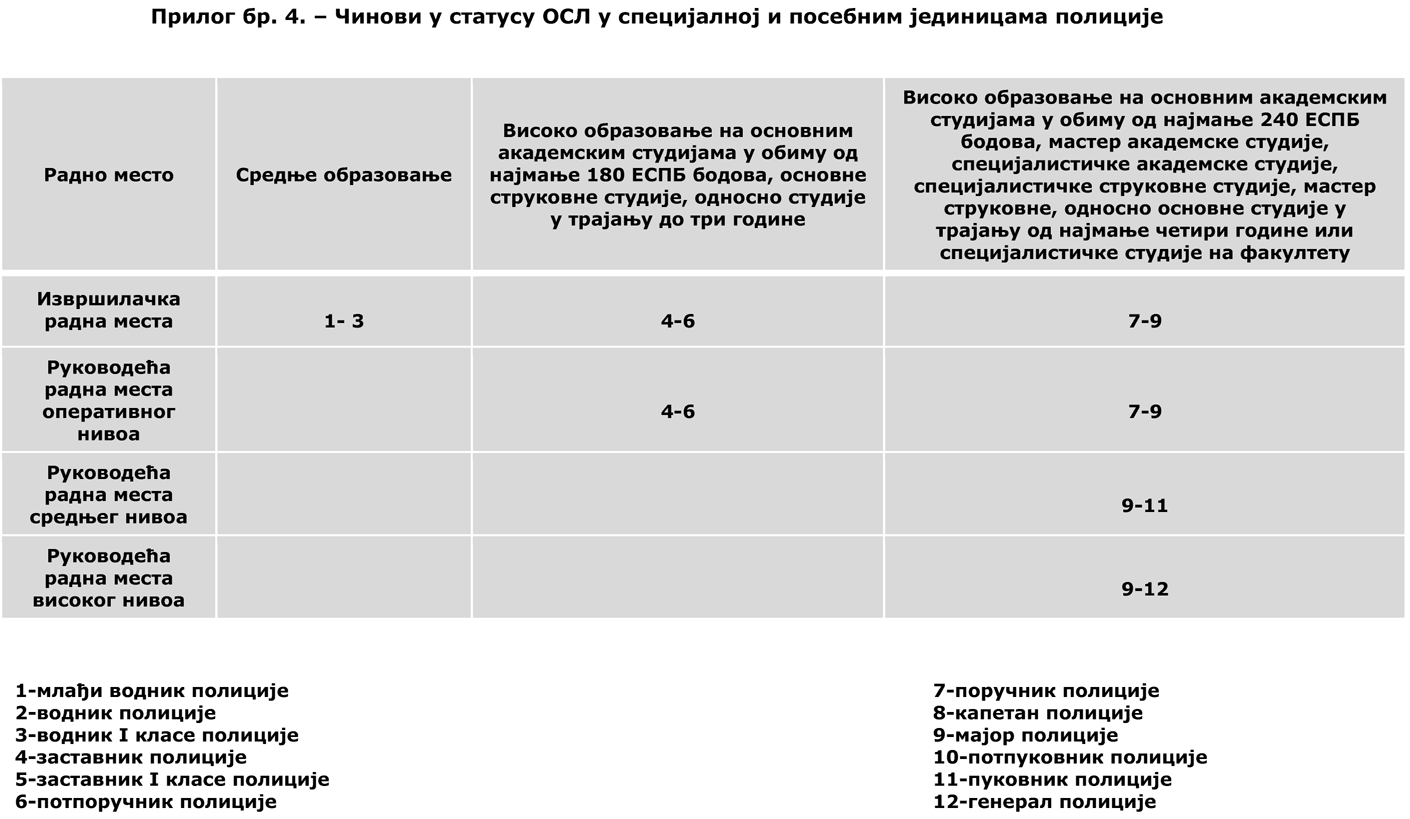 Прилог бр. 4. – Чинови у статусу ОСЛ у специјалној и посебним јединицама полиције
Радно место
Средње образовање
Високо образовање на основним
академским студијама у обиму од
најмање 180 ЕСПБ бодова, основне
струковне студије, односно студије
у трајању до три године
Високо образовање на основним академским
студијама у обиму од најмање 240 ЕСПБ
бодова, мастер академске студије,
специјалистичке академске студије,
специјалистичке струковне студије, мастер
струковне, односно основне студије у
трајању од најмање четири године или
специјалистичке студије на факултету
Извршилачка
радна места
1- 3
4-6
7-9
Руководећа
радна места
оперативног
нивоа
4-6
7-9
Руководећа
радна места
средњег нивоа
9-11
Руководећа
радна места
високог нивоа
9-12
1-млађи водник полиције
2-водник полиције
3-водник I класе полиције
4-заставник полиције
5-заставник I класе полиције
6-потпоручник полиције
7-поручник полиције
8-капетан полиције
9-мајор полиције
10-потпуковник полиције
11-пуковник полиције
12-генерал полиције